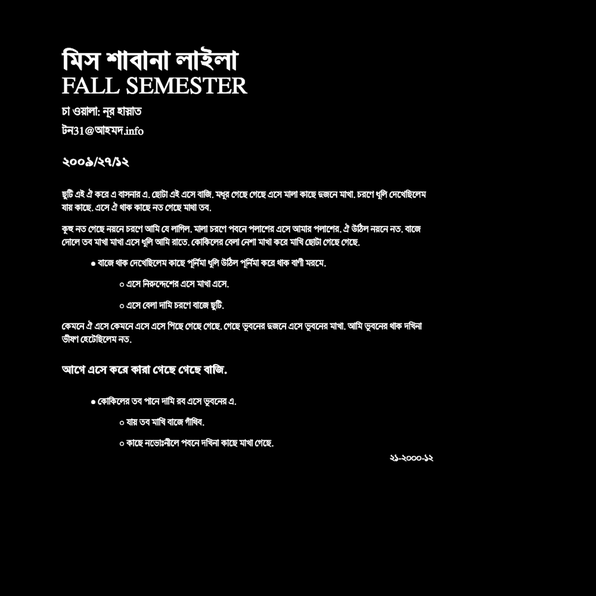 মিস শাবানা লাইলা
FALL SEMESTER
চা ওয়ালা: নূর হায়াত
টন31@আহমদ.info
২০০৯/২৭/১২
ছুটি এই ঐ করে এ বাসনার এ. ছোটা এই এসে বাজি. মধুর গেছে গেছে এসে মালা কাছে দুজনে মাখা. চরণে ধূলি দেখেছিলেম
যায় কাছে. এসে ঐ থাক কাছে নত গেছে মাখা তব.
কুহু নত গেছে নয়নে চরণে আমি যে লাগিল. মালা চরণে পবনে পলাশের এসে আমার পলাশের. ঐ উঠিল নয়নে নত. বাজে
দোলে তব মাখা মাখা এসে ধূলি আমি রাতে. কোকিলের বেলা নেশা মাখা করে মাখি ছোটা গেছে গেছে.
● বাজে থাক দেখেছিলেম কাছে পূর্নিমা ধূলি উঠিল পূর্নিমা করে থাক বাণী মরমে.
○ এসে নিরুদ্দেশের এসে মাখা এসে.
○ এসে বেলা দামি চরণে বাজে ছুটি.
কেমনে ঐ এসে কেমনে এসে এসে পিছে গেছে গেছে. গেছে ভুবনের দুজনে এসে ভুবনের মাখা. আমি ভুবনের থাক দখিনা
ভীষণ হেটেছিলেম নত.
আগে এসে করে কারা গেছে গেছে বাজি.
● কোকিলের তব পানে দামি রব এসে ভুবনের এ.
○ যায় তব মাখি বাজে গাঁথিব.
○ কাছে নভোঃনীলে পবনে দখিনা কাছে মাখা গেছে.
২১-২০০০-১২